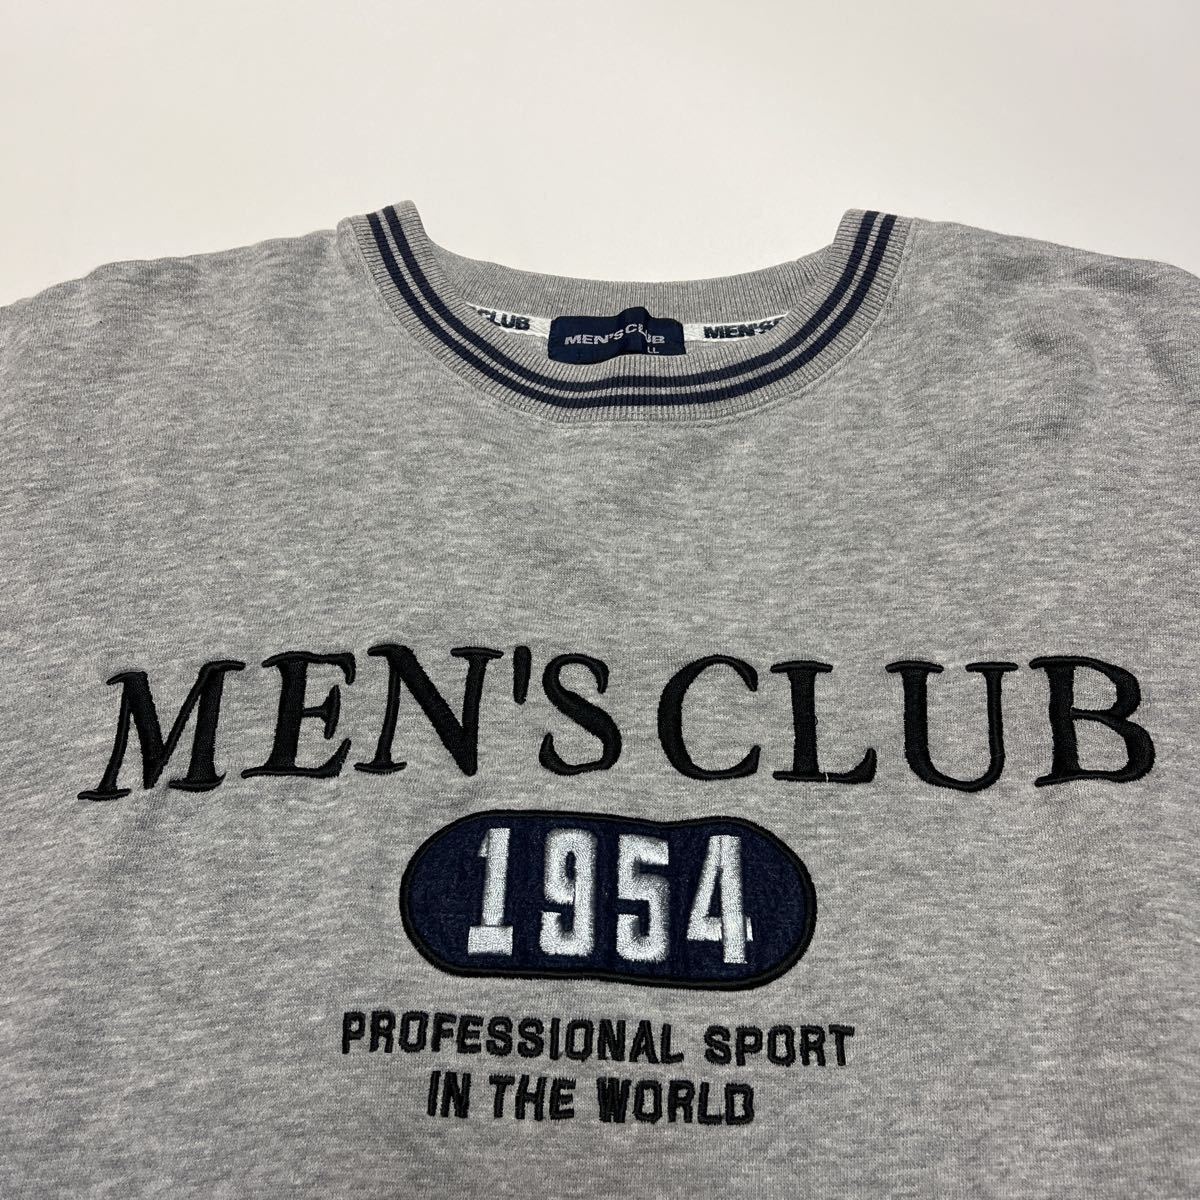 CLUB
MEN'S CLUB
LL
MEN'S
MEN'S CLUB
1954
PROFESSIONAL SPORT
IN THE WORLD